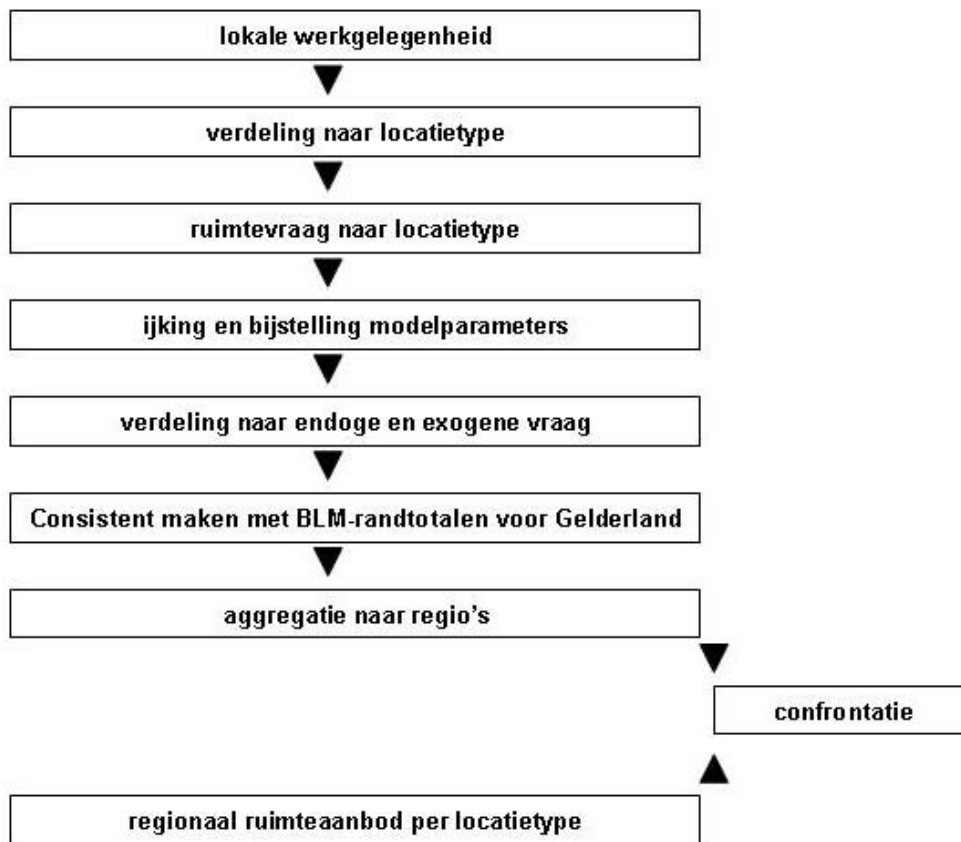 lokale werkgelegenheid
verdeling naar locatietype
ruimtevraag naar locatietype
ijking en bijstelling modelparameters
verdeling naar endoge en exogene vraag
Consistent maken met BLM-randtotalen voor Gelderland
aggregatie naar regio's
confrontatie
regionaal ruimteaanbod per locatietype